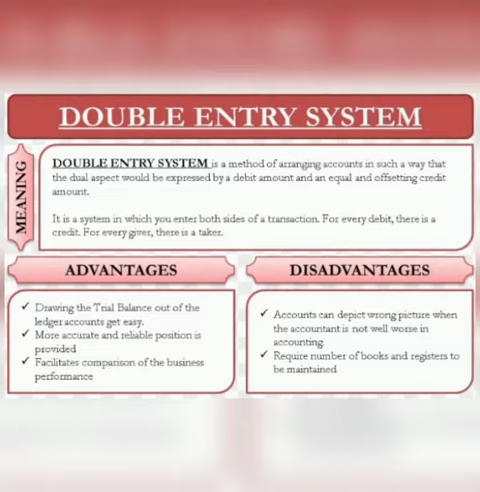 DOUBLE ENTRY SYSTEM
MEANING
DOUBLE ENTRY SYSTEM is a method of arranging accounts in such a way that
the dual aspect would be expressed by a debit amount and an equal and offsetting credit
amount.
It is a system in which you enter both sides of a transaction. For every debit, there is a
credit. For every giver, there is a taker.
ADVANTAGES
✓ Drawing the Trial Balance out of the
ledger accounts get easy.
✓ More accurate and reliable position is
provided
✓ Facilitates comparison of the business
performance
DISADVANTAGES
✓ Accounts can depict wrong picture when
the accountant is not well worse in
accounting.
✓ Require number of books and registers to
be maintained